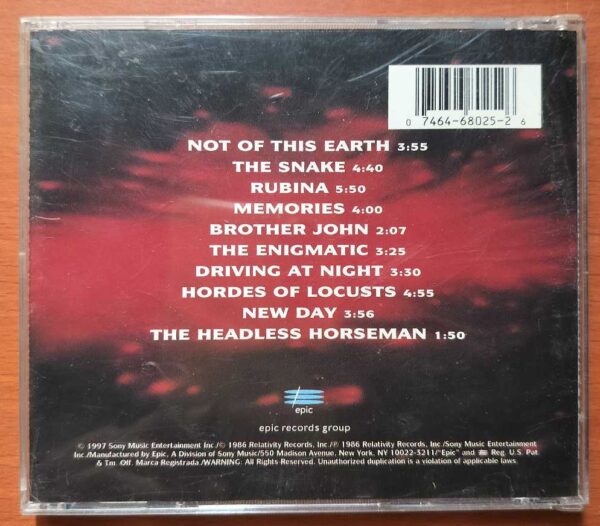 0 7464-68025-2 6
NOT OF THIS EARTH 3:55
THE SNAKE 4:40
RUBINA 5:50
MEMORIES 4:00
BROTHER JOHN 2:07
THE ENIGMATIC 3:25
DRIVING AT NIGHT 3:30
HORDES OF LOCUSTS 4:55
NEW DAY 3:56
THE HEADLESS HORSEMAN 1:50
epic
epic records group
© 1997 Sony Music Entertainment Inc./℗ 1986 Relativity Records, Inc./℗ 1986 Relativity Records, Inc./Sony Music Entertainment
Inc./Manufactured by Epic, A Division of Sony Music/550 Madison Avenue, New York, NY 10022-3211/"Epic" and Reg. U.S. Pat
& Tm. Off. Marca Registrada./WARNING: All Rights Reserved. Unauthorized duplication is a violation of applicable laws.